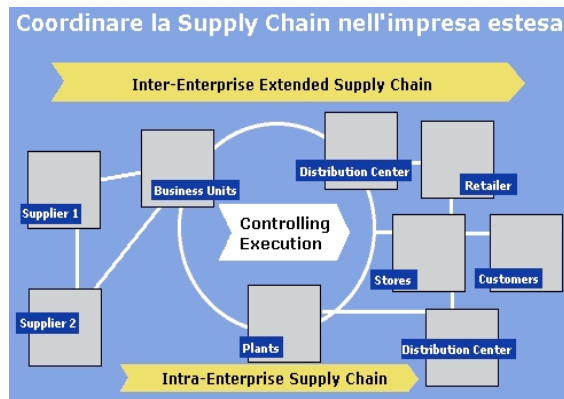 Coordinare la Supply Chain nell'impresa estesa
Inter-Enterprise Extended Supply Chain
Distribution Center
Business Units
Retailer
Supplier 1
Controlling
Execution
Stores
Customers
Supplier 2
Plants
Distribution Center
Intra-Enterprise Supply Chain